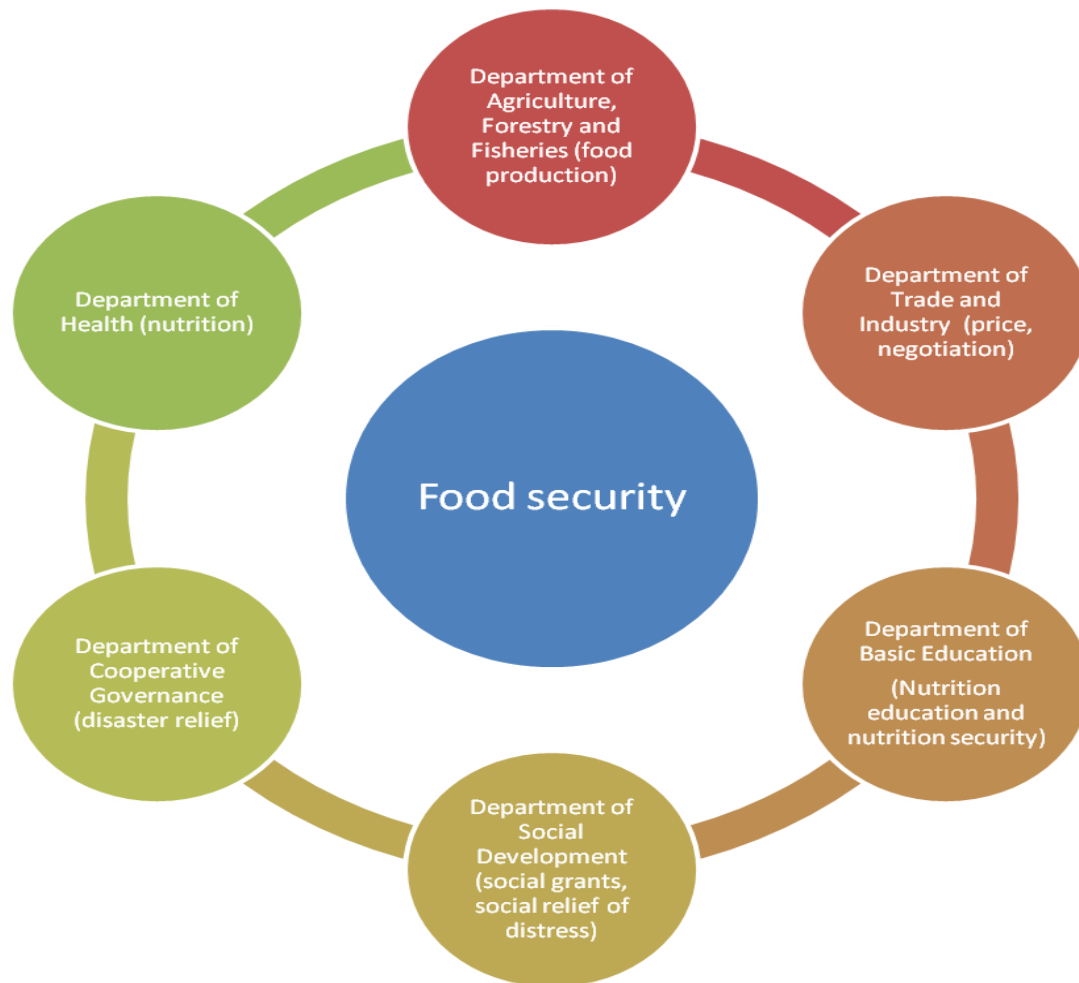 Department of
Agriculture,
Forestry and
Fisheries (food
production)
Department of
Trade and
Industry  (price,
negotiation)
Department of
Basic Education
(Nutrition
education and
nutrition security)
Department of
Social
Development
(social grants,
social relief of
distress)
Department of
Cooperative
Governance
(disaster relief)
Department of
Health (nutrition)
Food security